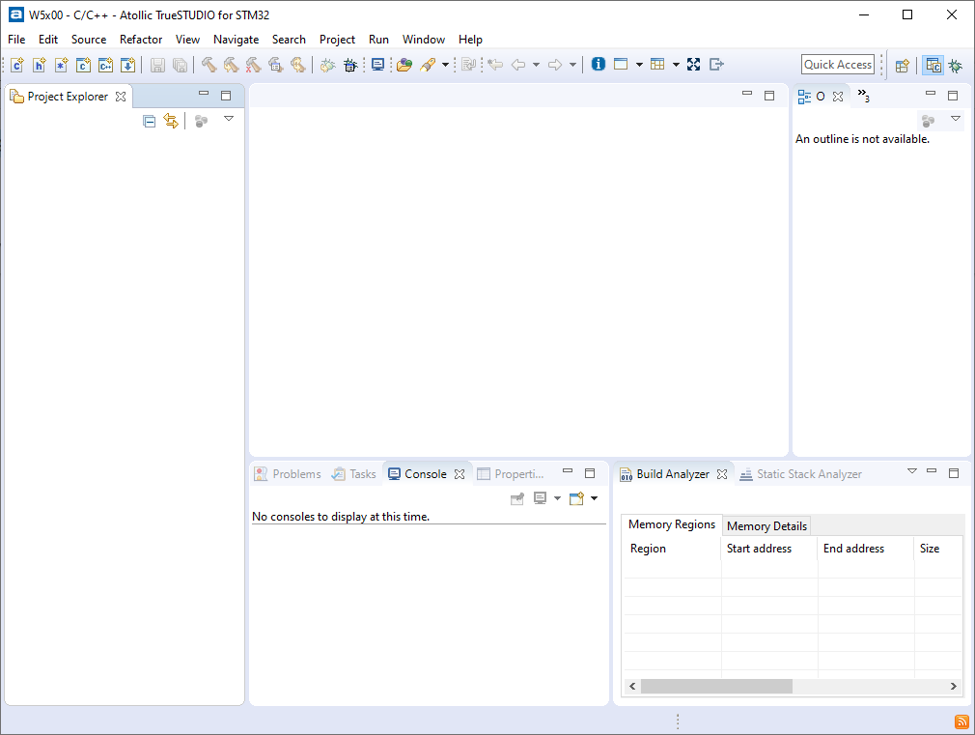 W5x00 - C/C++ - Atollic TrueSTUDIO for STM32
File Edit Source Refactor View Navigate Search Project Run Window Help
Quick Access
Project Explorer
O
3
An outline is not available.
Problems Tasks Console Properti...
No consoles to display at this time.
Build Analyzer Static Stack Analyzer
Memory Regions Memory Details
Region Start address End address Size